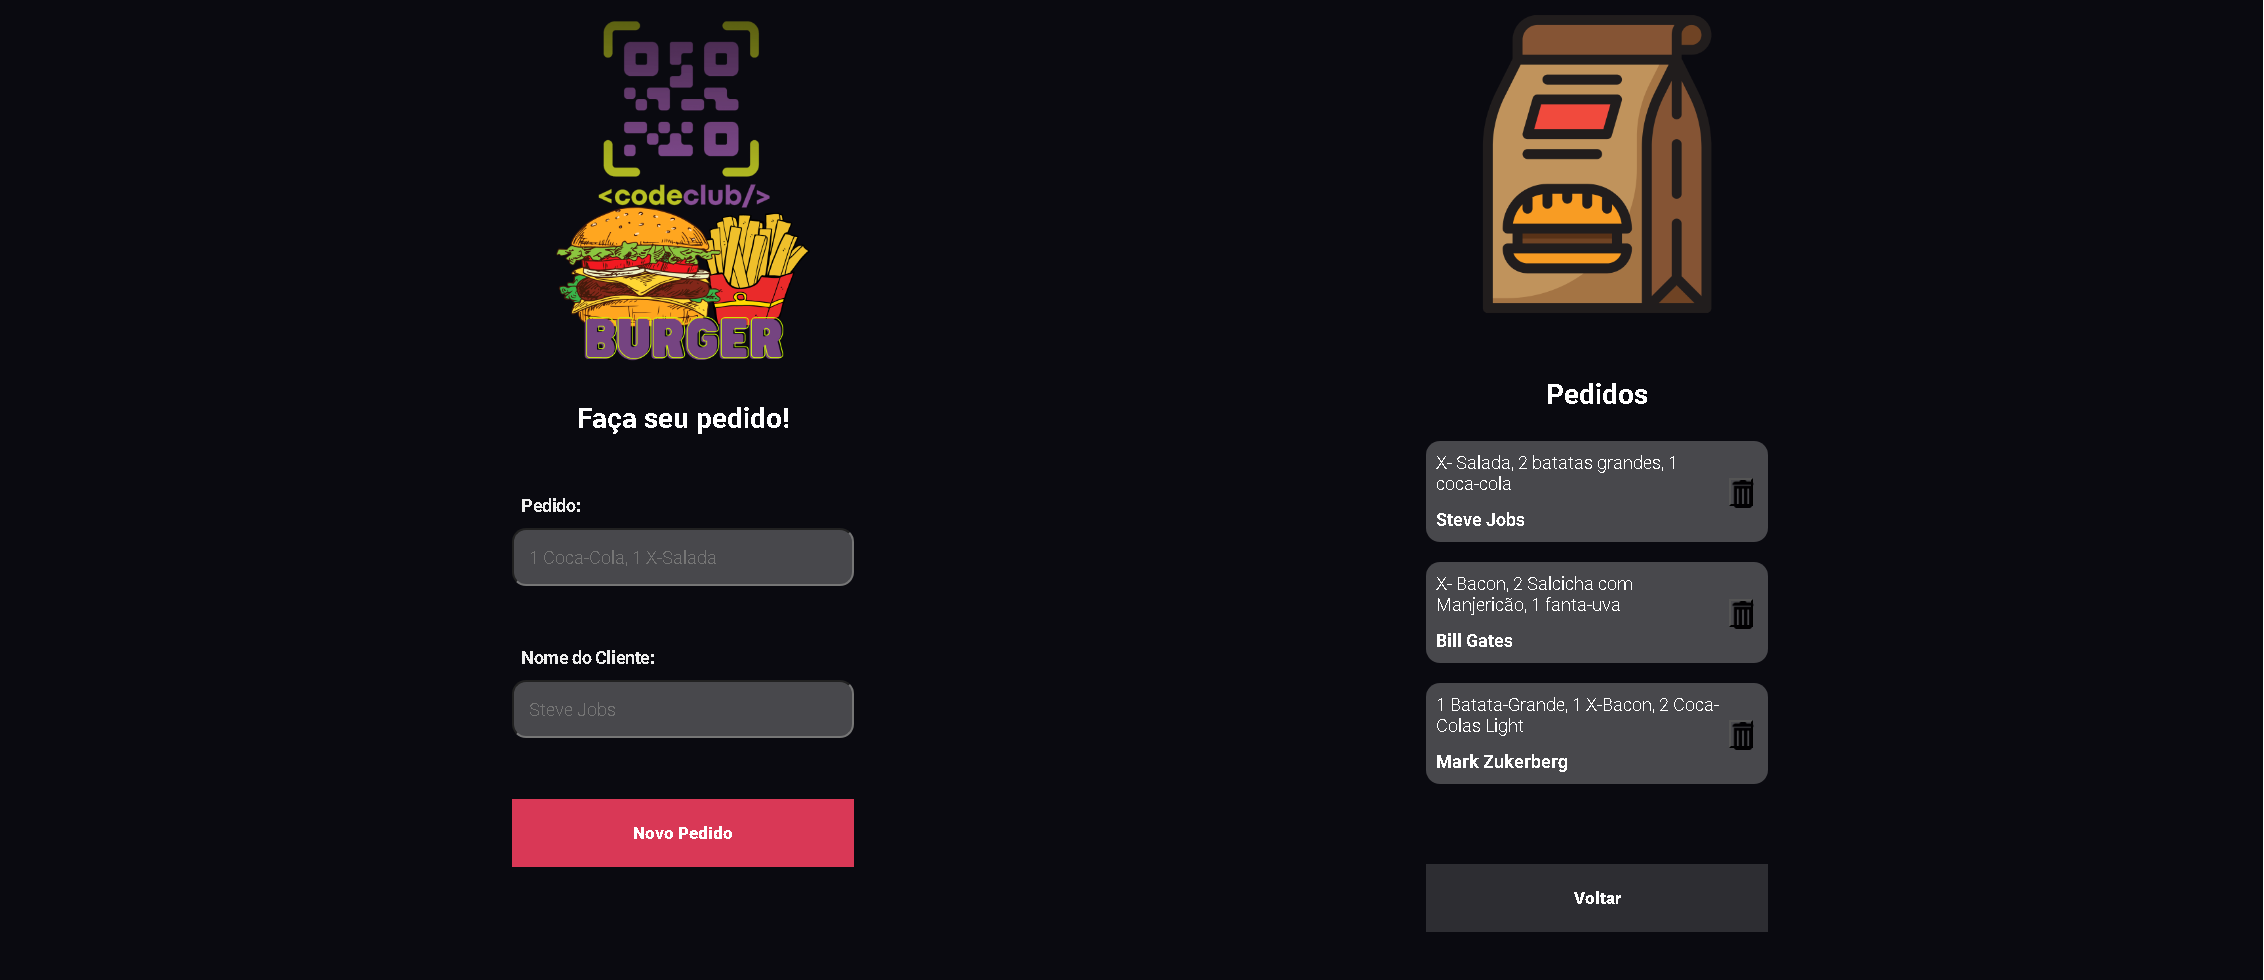 <codeclub/>
BURGER
Faça seu pedido!
Pedido:
1 Coca-Cola, 1 X-Salada
Nome do Cliente:
Steve Jobs
Novo Pedido
Pedidos
X- Salada, 2 batatas grandes, 1
coca-cola
Steve Jobs
X- Bacon, 2 Salcicha com
Manjericão, 1 fanta-uva
Bill Gates
1 Batata-Grande, 1 X-Bacon, 2 Coca-
Colas Light
Mark Zukerberg
Voltar